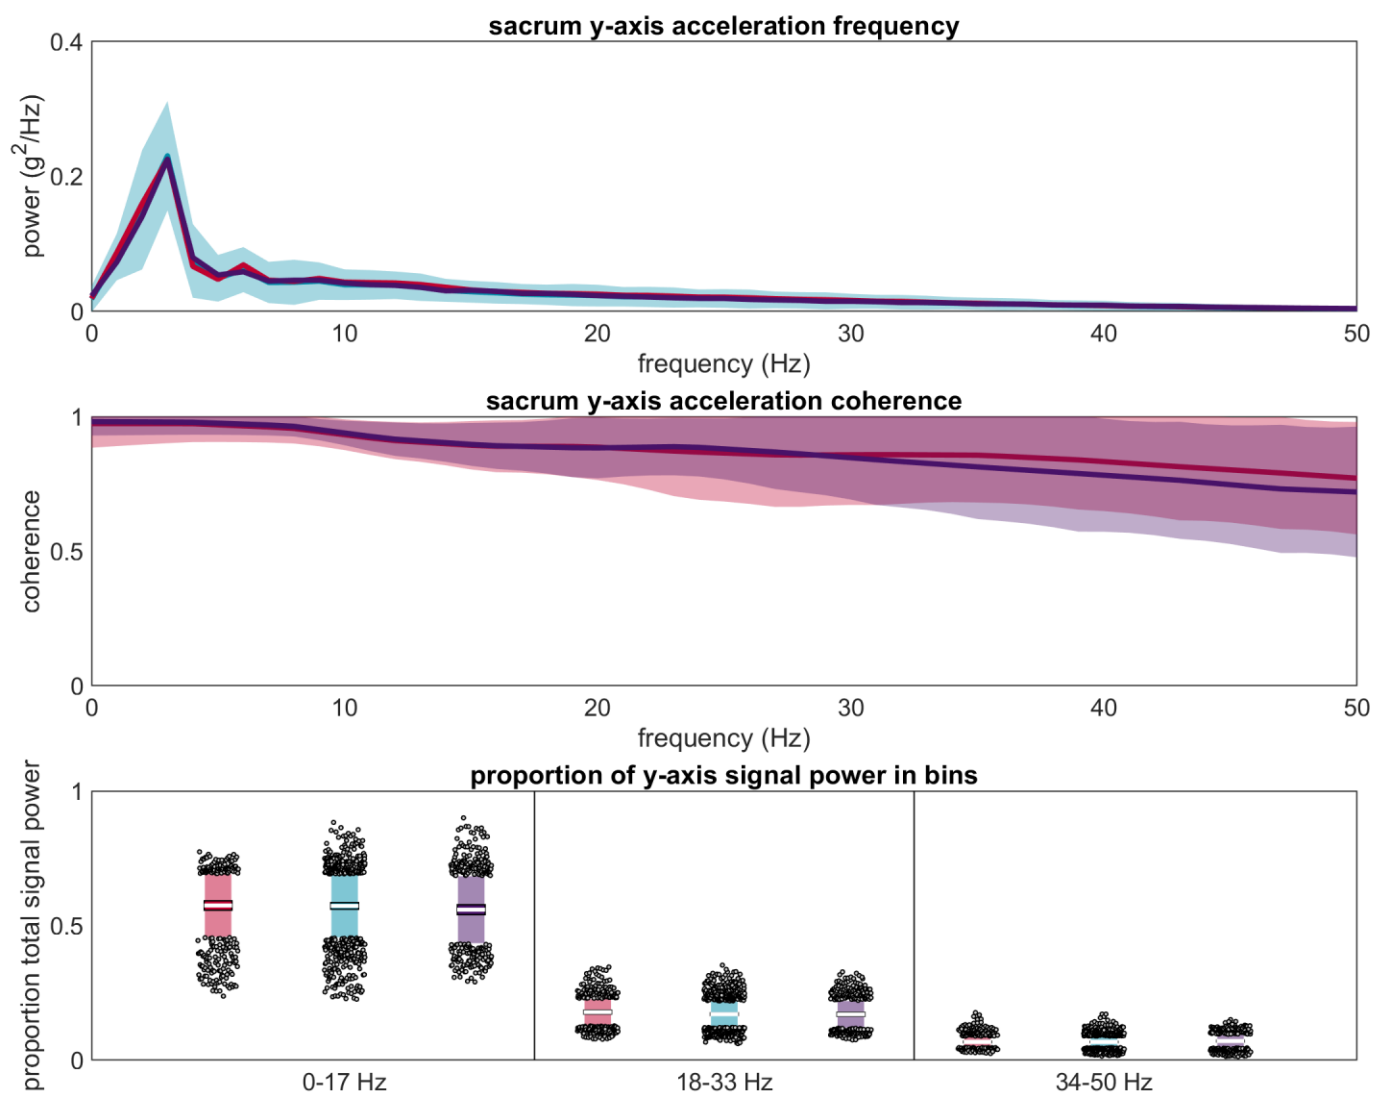 sacrum y-axis acceleration frequency
power (g²/Hz)
0.4
0.2
0
0 10 20 30 40 50
frequency (Hz)
sacrum y-axis acceleration coherence
coherence
1
0.5
0
0 10 20 30 40 50
frequency (Hz)
proportion of y-axis signal power in bins
proportion total signal power
1
0.5
0
0-17 Hz 18-33 Hz 34-50 Hz